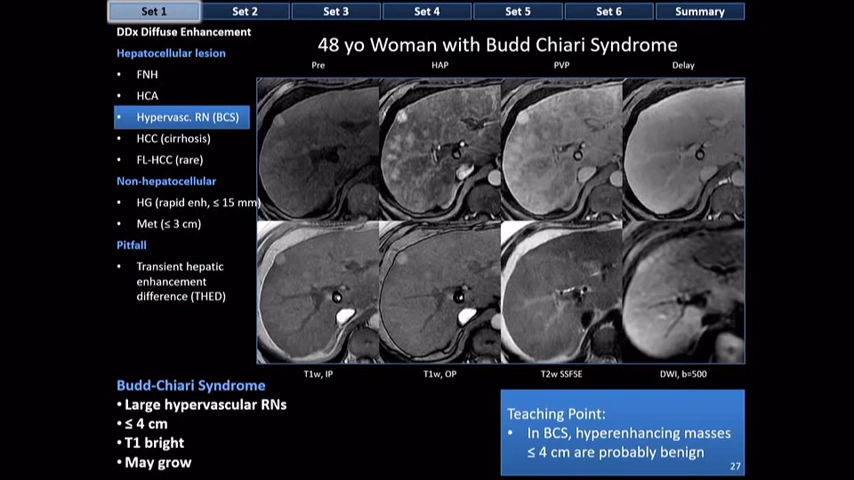 Set 1
Set 2
Set 3
Set 4
Set 5
Set 6
Summary
DDx Diffuse Enhancement
Hepatocellular lesion
• FNH
• HCA
• Hypervasc. RN (BCS)
• HCC (cirrhosis)
• FL-HCC (rare)
Non-hepatocellular
• HG (rapid enh, ≤ 15 mm)
• Met (≤ 3 cm)
Pitfall
• Transient hepatic
enhancement
difference (THED)
48 yo Woman with Budd Chiari Syndrome
Pre
HAP
PVP
Delay
T1w, IP
T1w, OP
T2w SSFSE
DWI, b=500
Budd-Chiari Syndrome
• Large hypervascular RNs
• ≤ 4 cm
• T1 bright
• May grow
Teaching Point:
• In BCS, hyperenhancing masses
≤ 4 cm are probably benign
27